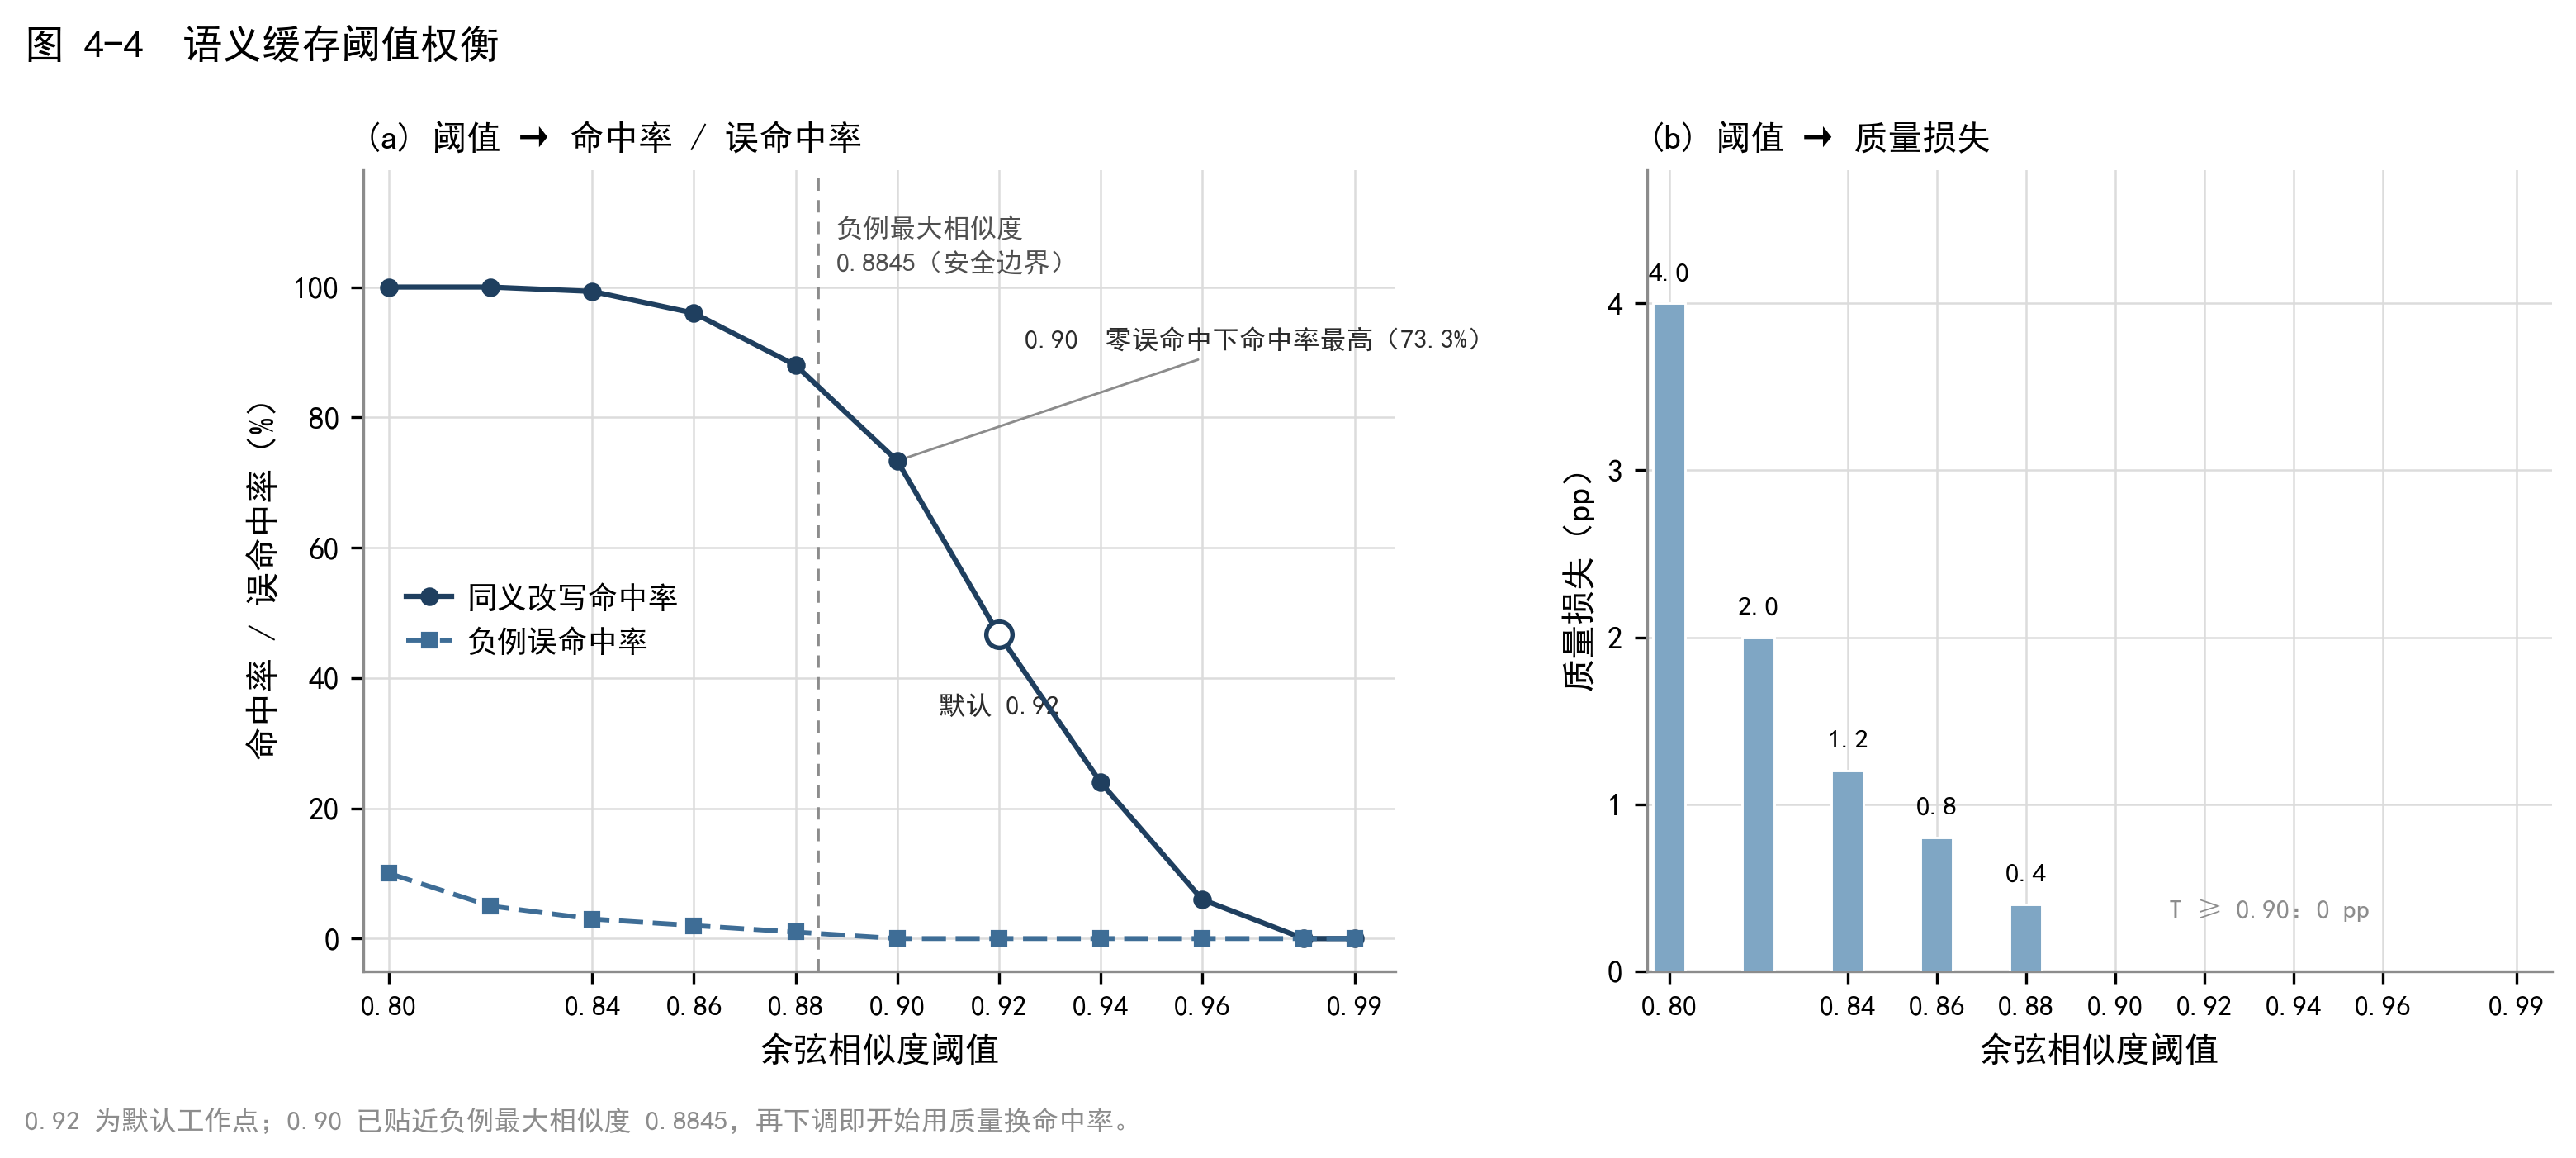 图 4-4 语义缓存阈值权衡
(a) 阈值 → 命中率 / 误命中率
负例最大相似度
0.8845（安全边界）
0.90 零误命中下命中率最高（73.3%）
同义改写命中率
负例误命中率
默认 0.92
命中率 / 误命中率（%）
100
80
60
40
20
0
0.80 0.84 0.86 0.88 0.90 0.92 0.94 0.96 0.99
余弦相似度阈值
(b) 阈值 → 质量损失
质量损失（pp）
4
3
2
1
0
4.0
2.0
1.2
0.8
0.4
T ⩾ 0.90: 0 pp
0.80 0.84 0.86 0.88 0.90 0.92 0.94 0.96 0.99
余弦相似度阈值
0.92 为默认工作点；0.90 已贴近负例最大相似度 0.8845，再下调即开始用质量换命中率。